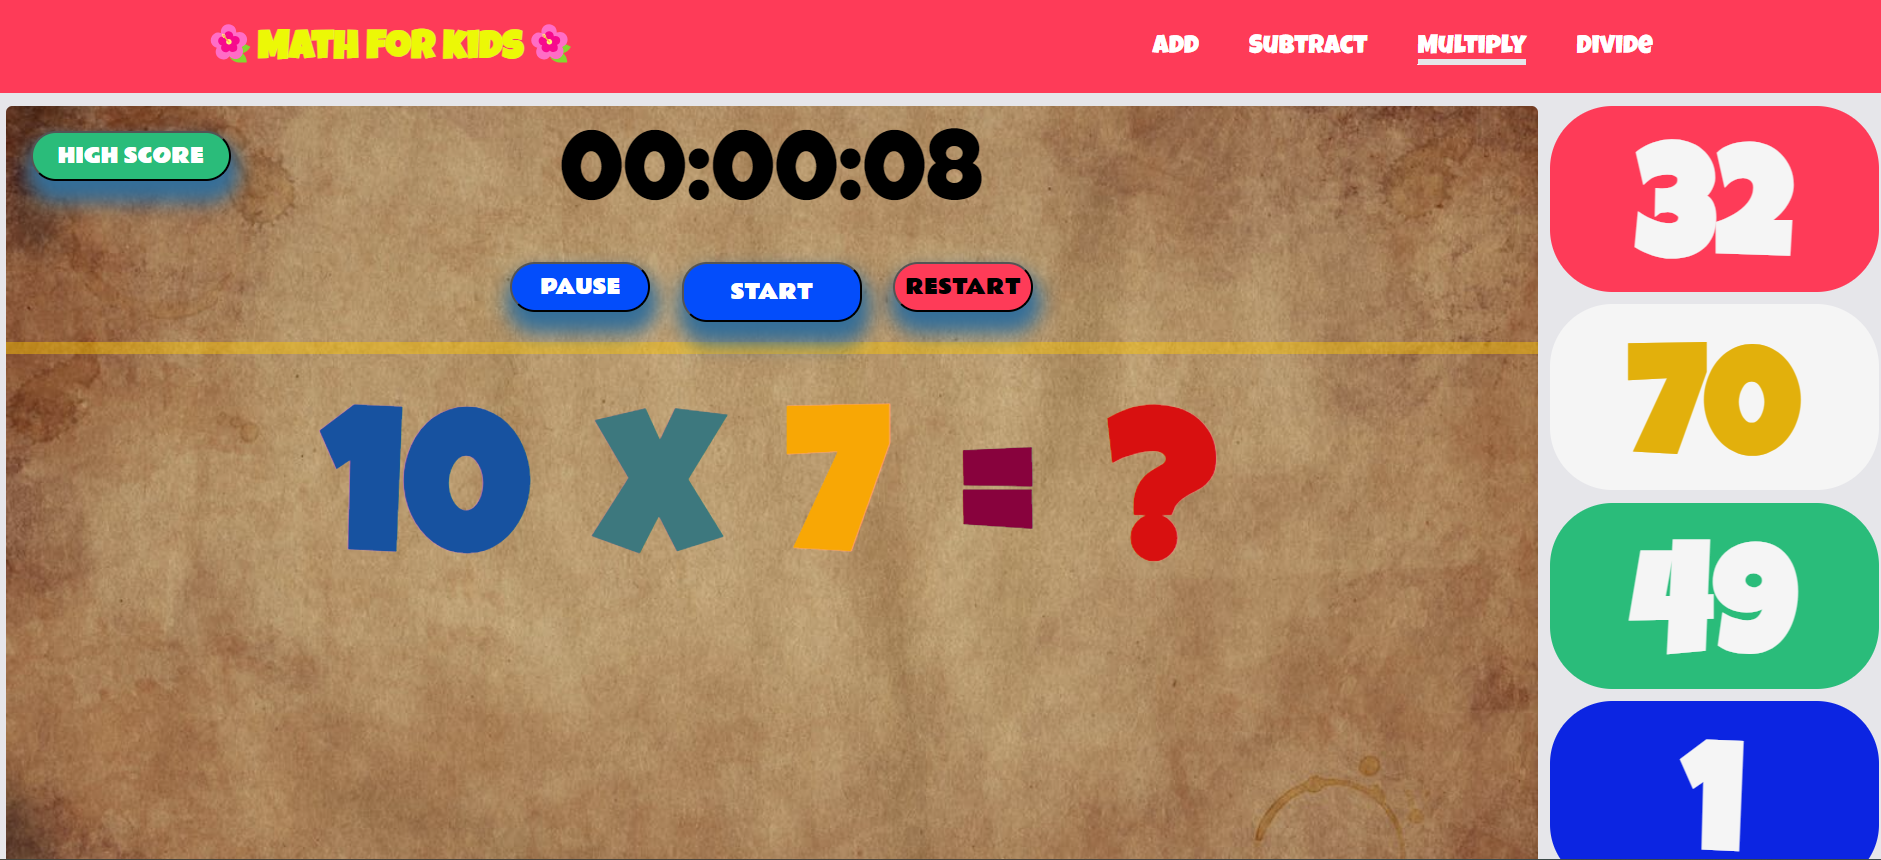 MATH FOR KIDS
ADD SUBTRACT MULTIPLY DIVIDE
HIGH SCORE
00:00:08
PAUSE START RESTART
10 X 7 = ?
32
70
49
1